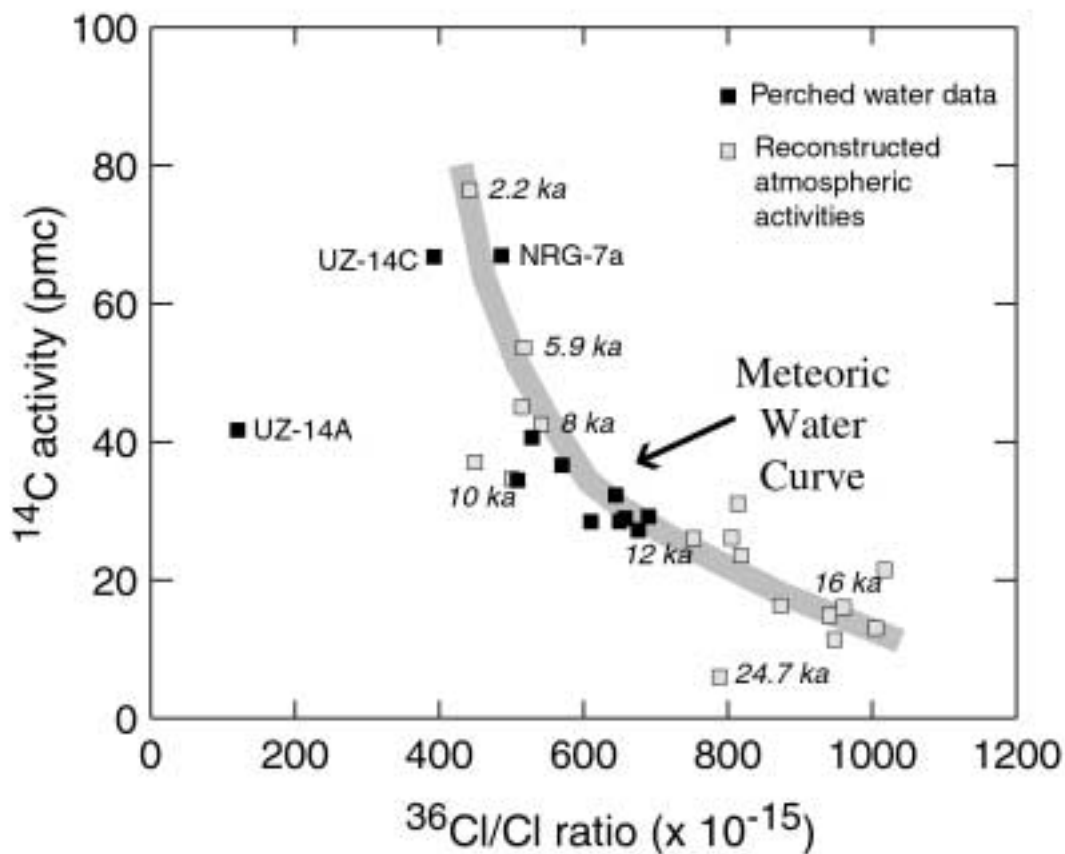 100
80
60
40
20
0
0 200 400 600 800 1000 1200
¹⁴C activity (pmc)
³⁶Cl/Cl ratio (x 10⁻¹⁵)
Perched water data
Reconstructed
atmospheric
activities
2.2 ka
UZ-14C
NRG-7a
5.9 ka
Meteoric
Water
Curve
UZ-14A
8 ka
10 ka
12 ka
16 ka
24.7 ka